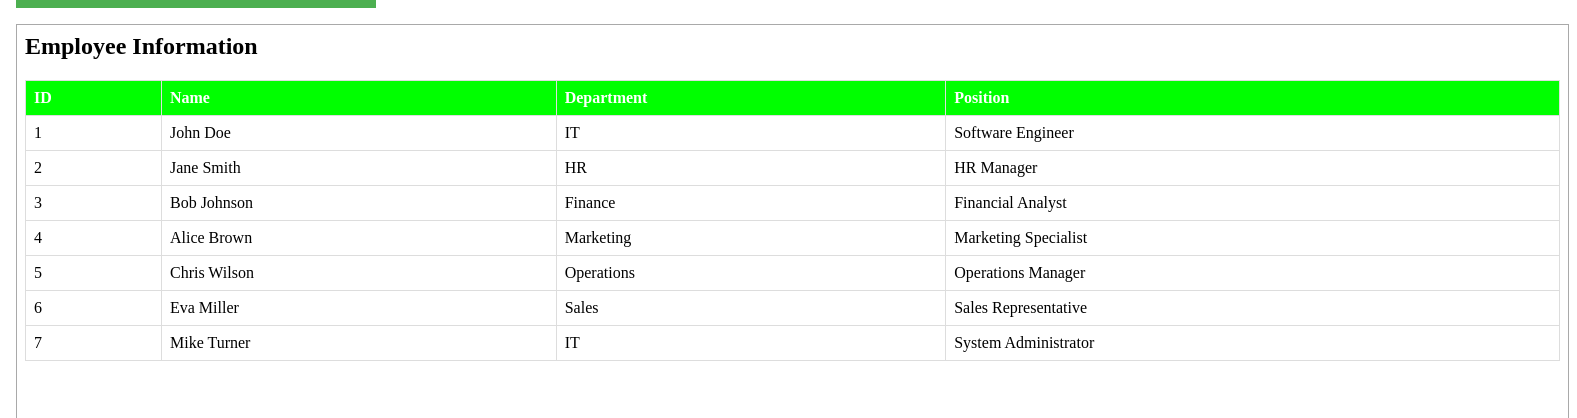 Employee Information
ID Name Department Position
1 John Doe IT Software Engineer
2 Jane Smith HR HR Manager
3 Bob Johnson Finance Financial Analyst
4 Alice Brown Marketing Marketing Specialist
5 Chris Wilson Operations Operations Manager
6 Eva Miller Sales Sales Representative
7 Mike Turner IT System Administrator